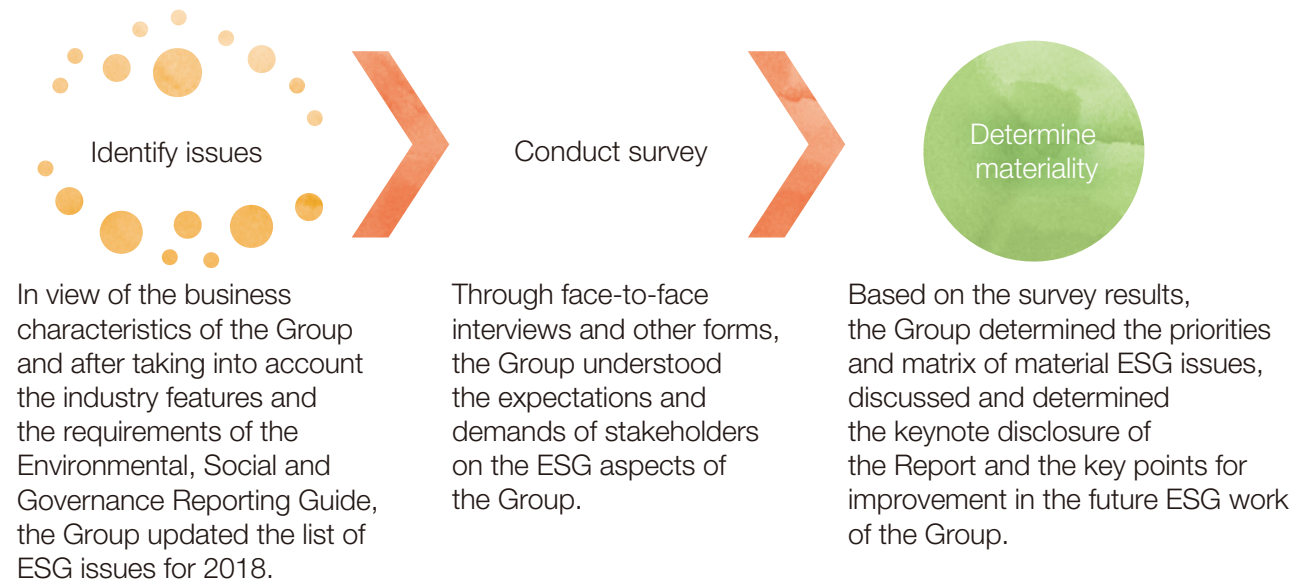 Identify issues
In view of the business
characteristics of the Group
and after taking into account
the industry features and
the requirements of the
Environmental, Social and
Governance Reporting Guide,
the Group updated the list of
ESG issues for 2018.
Conduct survey
Through face-to-face
interviews and other forms,
the Group understood
the expectations and
demands of stakeholders
on the ESG aspects of
the Group.
Determine
materiality
Based on the survey results,
the Group determined the priorities
and matrix of material ESG issues,
discussed and determined
the keynote disclosure of
the Report and the key points for
improvement in the future ESG work
of the Group.